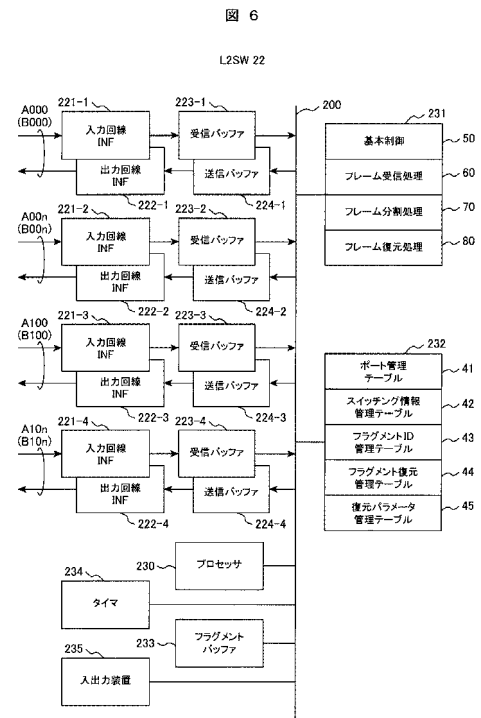 図 6
L2SW 22
200
A000
(B000)
221-1
入力回線
INF
223-1
受信バッファ
出力回線
INF
222-1
送信バッファ
224-1
A00n
(B00n)
221-2
入力回線
INF
223-2
受信バッファ
出力回線
INF
222-2
送信バッファ
224-2
A100
(B100)
221-3
入力回線
INF
223-3
受信バッファ
出力回線
INF
222-3
送信バッファ
224-3
A10n
(B10n)
221-4
入力回線
INF
223-4
受信バッファ
出力回線
INF
222-4
送信バッファ
224-4
231
基本制御
50
フレーム受信処理
60
フレーム分割処理
70
フレーム復元処理
80
232
ポート管理
テーブル
41
スイッチング情報
管理テーブル
42
フラグメントID
管理テーブル
43
フラグメント復元
管理テーブル
44
復元パラメータ
管理テーブル
45
230
プロセッサ
234
タイマ
233
フラグメント
バッファ
235
入出力装置